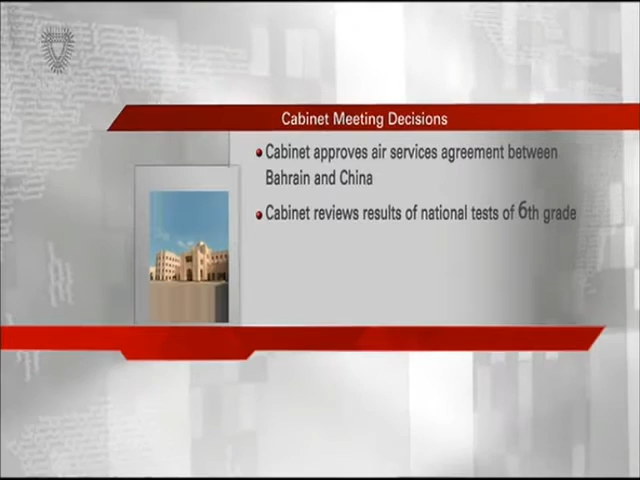 Cabinet Meeting Decisions
Cabinet approves air services agreement between
Bahrain and China
Cabinet reviews results of national tests of 6th grade